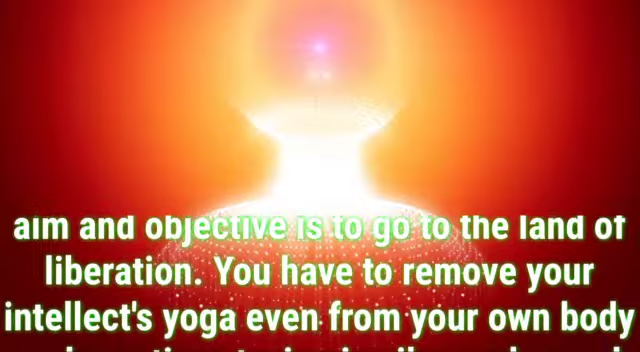 aim and objective is to go to the land of
liberation. You have to remove your
intellect's yoga even from your own body